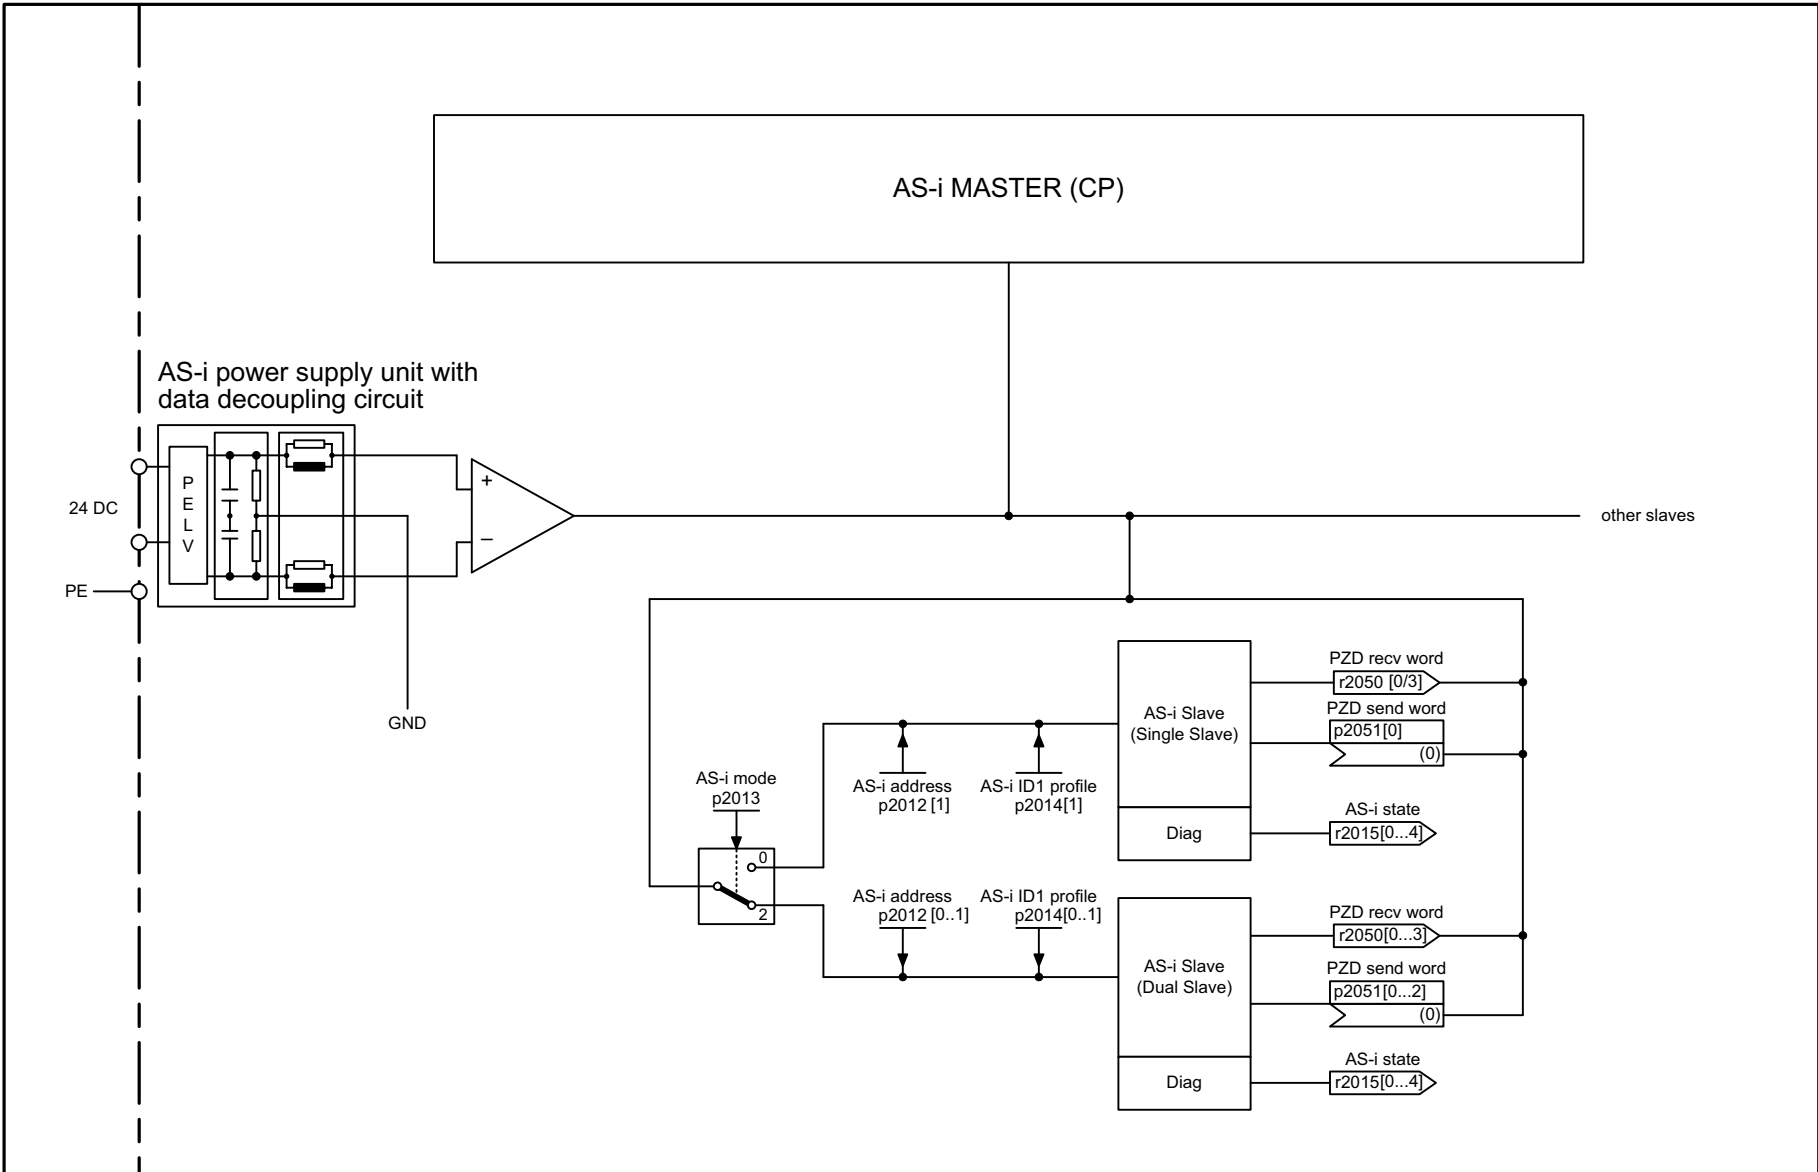 AS-i MASTER (CP)
AS-i power supply unit with
data decoupling circuit
24 DC
PE
P
E
L
V
+
–
GND
other slaves
AS-i mode
p2013
0
2
AS-i address
p2012 [1]
AS-i ID1 profile
p2014[1]
AS-i Slave
(Single Slave)
Diag
PZD recv word
r2050 [0/3]
PZD send word
p2051[0]
(0)
AS-i state
r2015[0...4]
AS-i address
p2012 [0..1]
AS-i ID1 profile
p2014[0..1]
AS-i Slave
(Dual Slave)
Diag
PZD recv word
r2050[0...3]
PZD send word
p2051[0...2]
(0)
AS-i state
r2015[0...4]